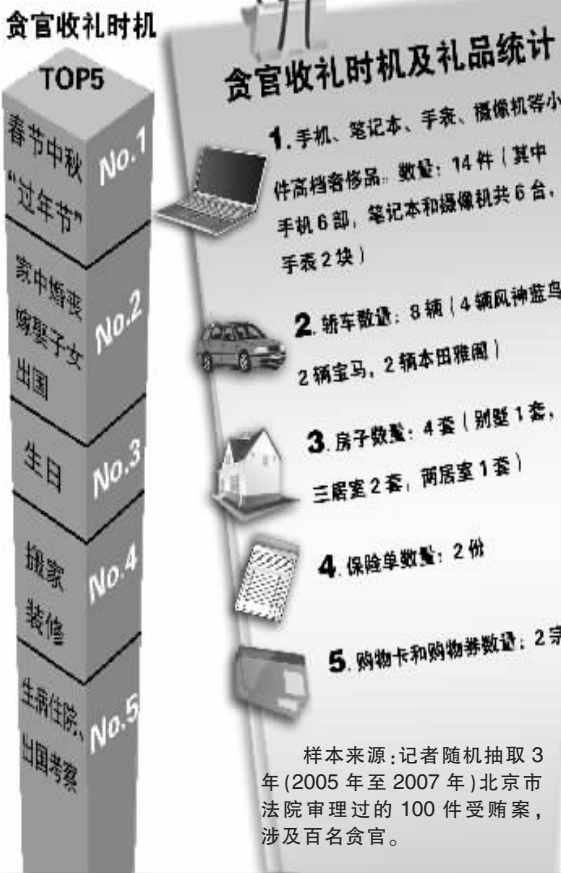 贪官收礼时机
TOP5
春节中秋
“过年节”
No.1
家中婚丧
嫁娶子女
出国
No.2
生日
No.3
搬家
装修
No.4
生病住院、
出国考察
No.5
贪官收礼时机及礼品统计
1.手机、笔记本、手表、摄像机等小
件高档奢侈品。数量：14件（其中
手机6部，笔记本和摄像机共6台，
手表2块）
2.轿车数量：8辆（4辆风神蓝鸟
2辆宝马，2辆本田雅阁）
3.房子数量：4套（别墅1套，
三居室2套，两居室1套）
4.保险单数量：2份
5.购物卡和购物券数量：2宗
样本来源：记者随机抽取3
年(2005年至2007年)北京市
法院审理过的100件受贿案，
涉及百名贪官。